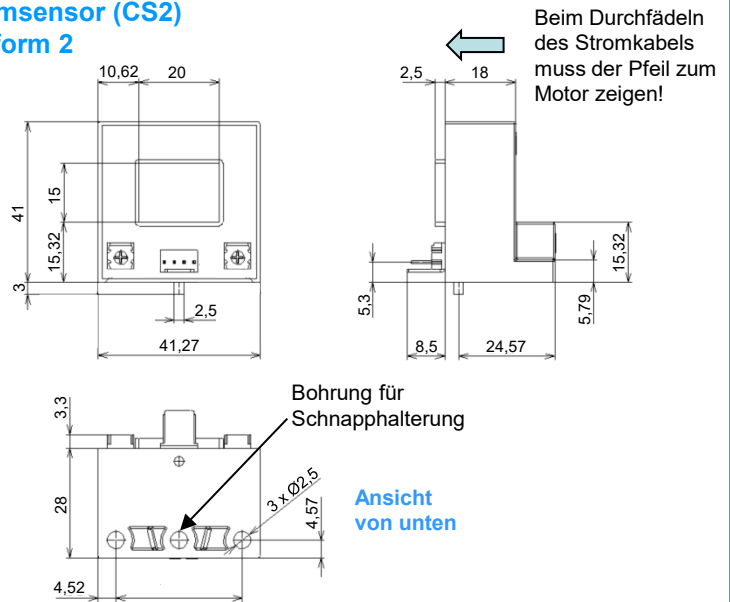 msensor (CS2)
form 2
Beim Durchfädeln
des Stromkabels
muss der Pfeil zum
Motor zeigen!
10,62
20
2,5
18
41
15
15,32
3
2,5
41,27
5,3
8,5
24,57
5,79
15,32
Bohrung für
Schnapphalterung
3,3
28
3 x Ø2,5
4,57
4,52
Ansicht
von unten